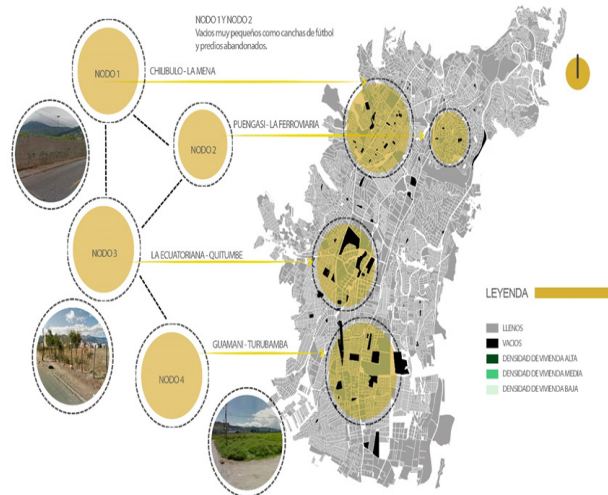 NODO 1 Y NODO 2
Vacios muy pequeños como canchas de fútbol
y predios abandonados.
NODO 1
CHILIBULO - LA MENA
PUENGASI - LA FERROVIARIA
NODO 2
NODO 3
LA ECUATORIANA - QUITUMBE
GUAMANI - TURUBAMBA
NODO 4
LEYENDA
LLENOS
VACIOS
DENSIDAD DE VIVIENDA ALTA
DENSIDAD DE VIVIENDA MEDIA
DENSIDAD DE VIVIENDA BAJA